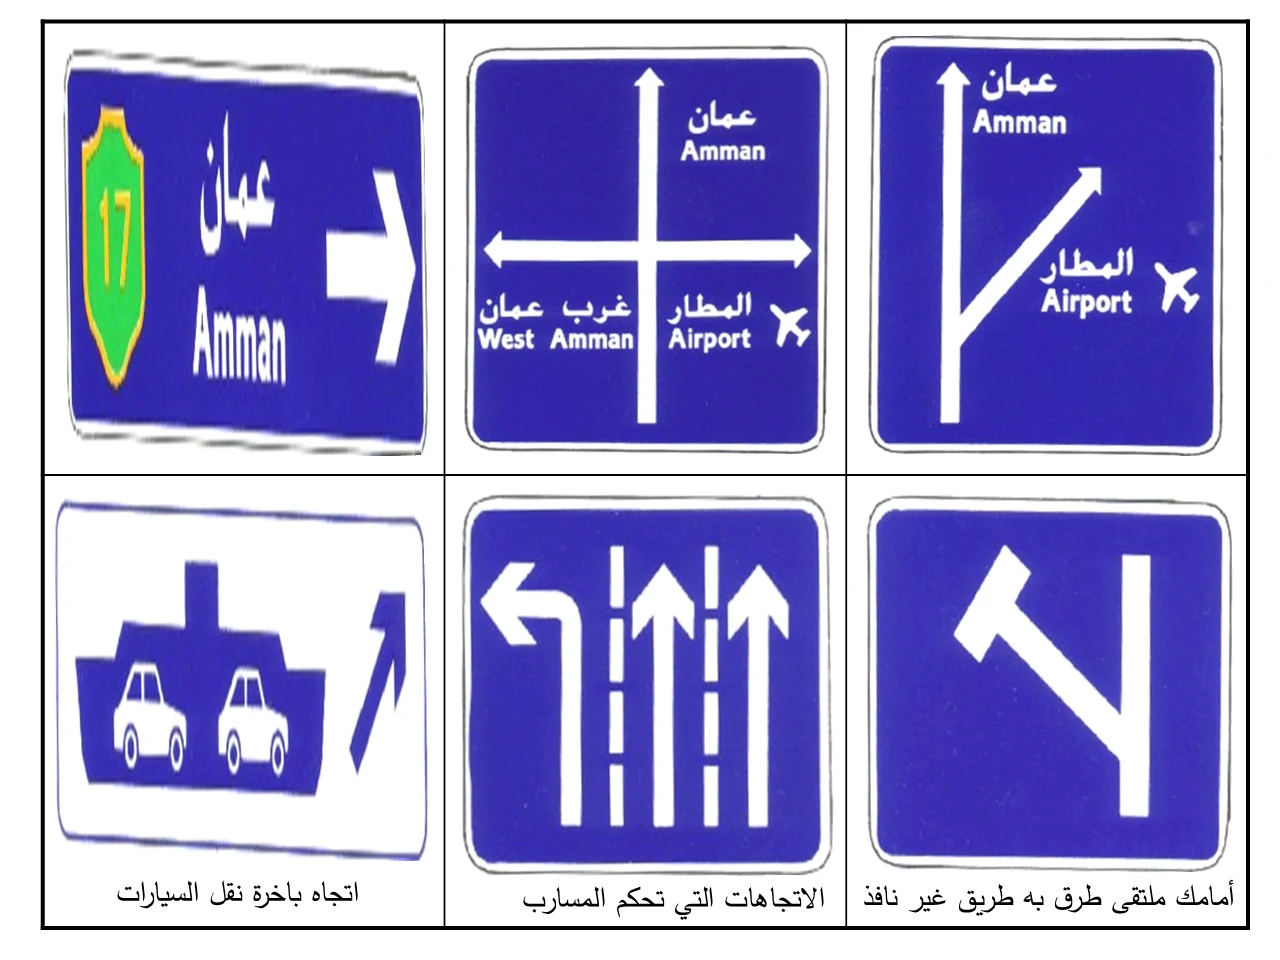 عمان
Amman
المطار
Airport
عمان
Amman
غرب عمان
West Amman
المطار
Airport
17
عمان
Amman
أمامك ملتقى طرق به طريق غير نافذ
الاتجاهات التي تحكم المسارب
اتجاه باخرة نقل السيارات